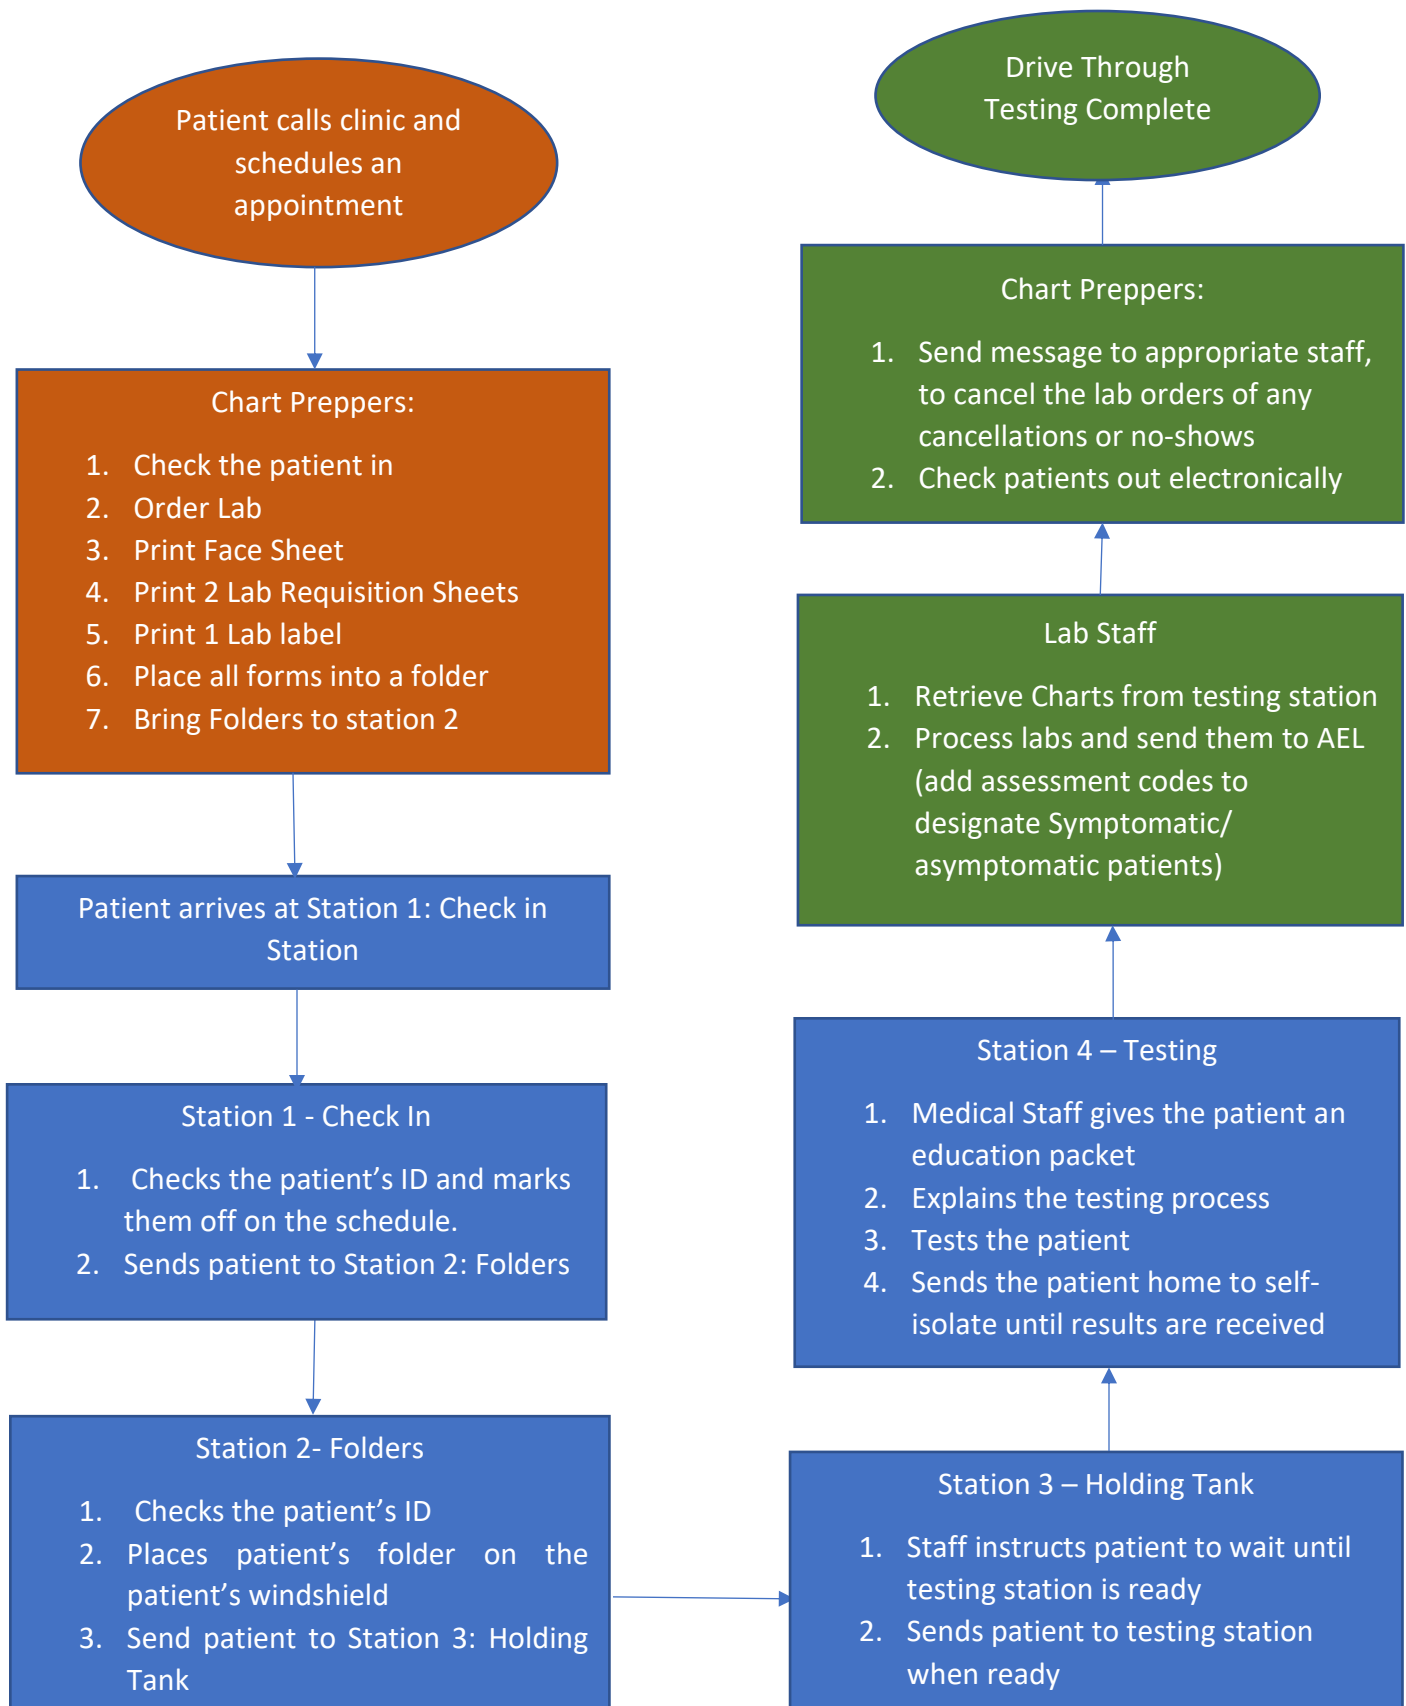 Patient calls clinic and
schedules an
appointment
Chart Preppers:
1. Check the patient in
2. Order Lab
3. Print Face Sheet
4. Print 2 Lab Requisition Sheets
5. Print 1 Lab label
6. Place all forms into a folder
7. Bring Folders to station 2
Patient arrives at Station 1: Check in
Station
Station 1 - Check In
1. Checks the patient’s ID and marks
them off on the schedule.
2. Sends patient to Station 2: Folders
Station 2- Folders
1. Checks the patient’s ID
2. Places patient’s folder on the
patient’s windshield
3. Send patient to Station 3: Holding
Tank
Station 3 – Holding Tank
1. Staff instructs patient to wait until
testing station is ready
2. Sends patient to testing station
when ready
Station 4 – Testing
1. Medical Staff gives the patient an
education packet
2. Explains the testing process
3. Tests the patient
4. Sends the patient home to self-
isolate until results are received
Lab Staff
1. Retrieve Charts from testing station
2. Process labs and send them to AEL
(add assessment codes to
designate Symptomatic/
asymptomatic patients)
Chart Preppers:
1. Send message to appropriate staff,
to cancel the lab orders of any
cancellations or no-shows
2. Check patients out electronically
Drive Through
Testing Complete